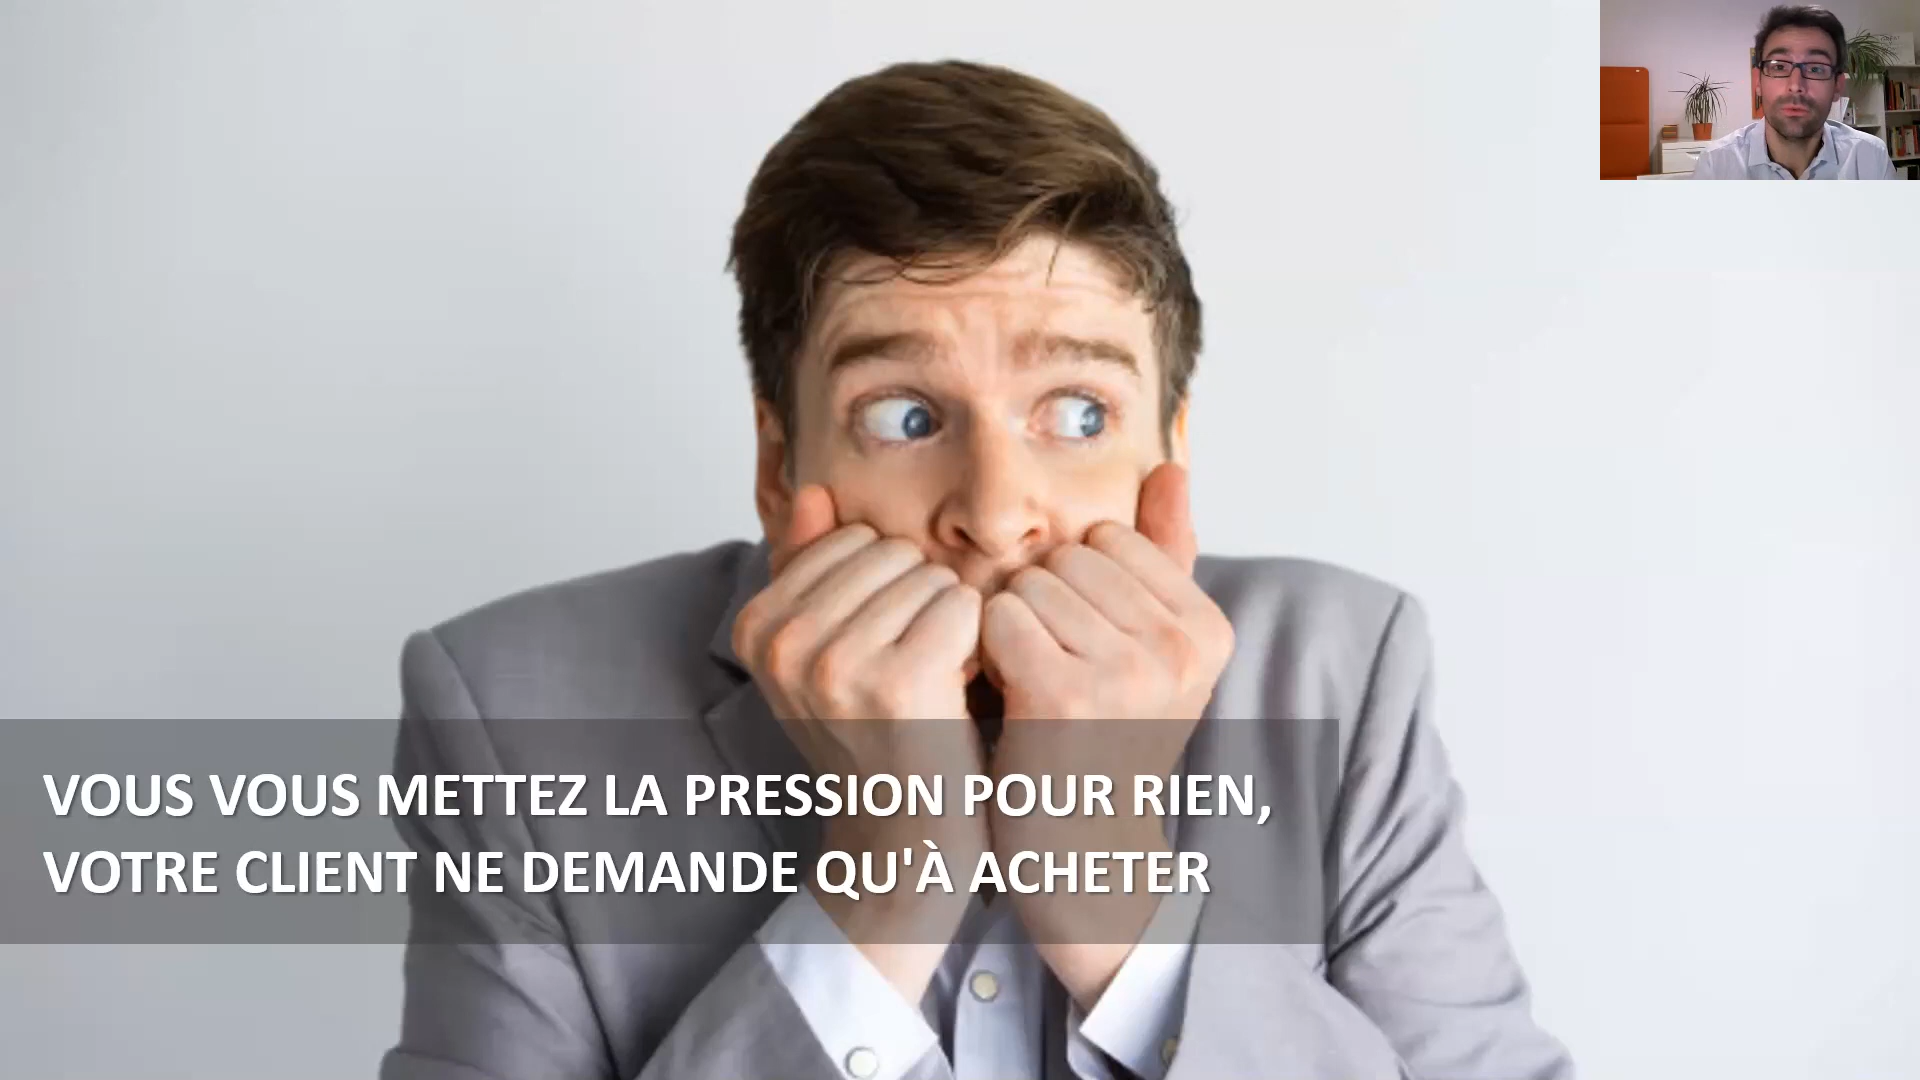 VOUS VOUS METTEZ LA PRESSION POUR RIEN,
VOTRE CLIENT NE DEMANDE QU'À ACHETER